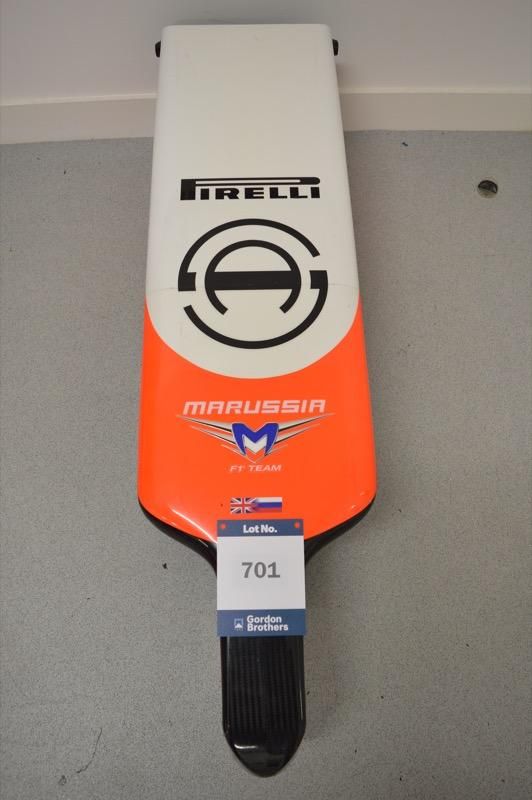 PIRELLI
MARUSSIA
M
F1 TEAM
Lot No.
701
Gordon
Brothers